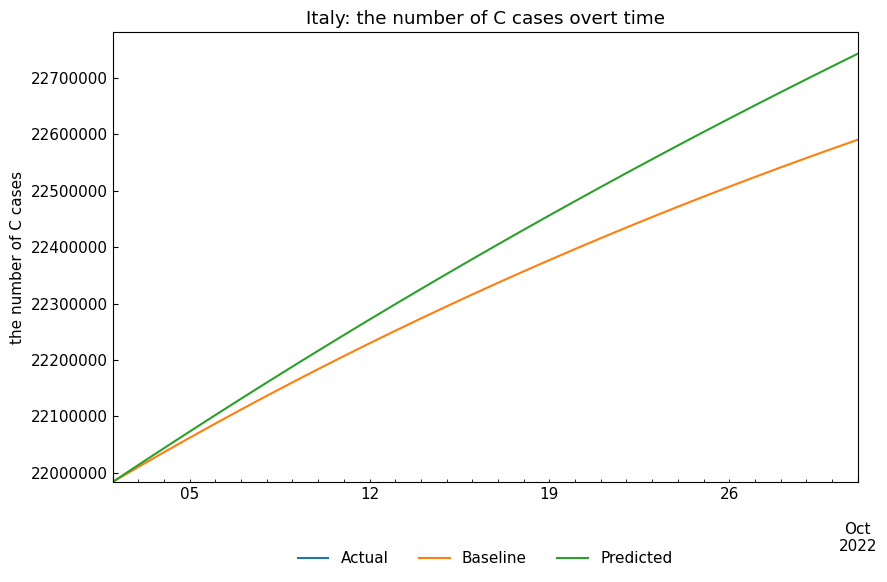 Italy: the number of C cases overt time
the number of C cases
22700000
22600000
22500000
22400000
22300000
22200000
22100000
22000000
05 12 19 26
Oct
2022
Actual Baseline Predicted